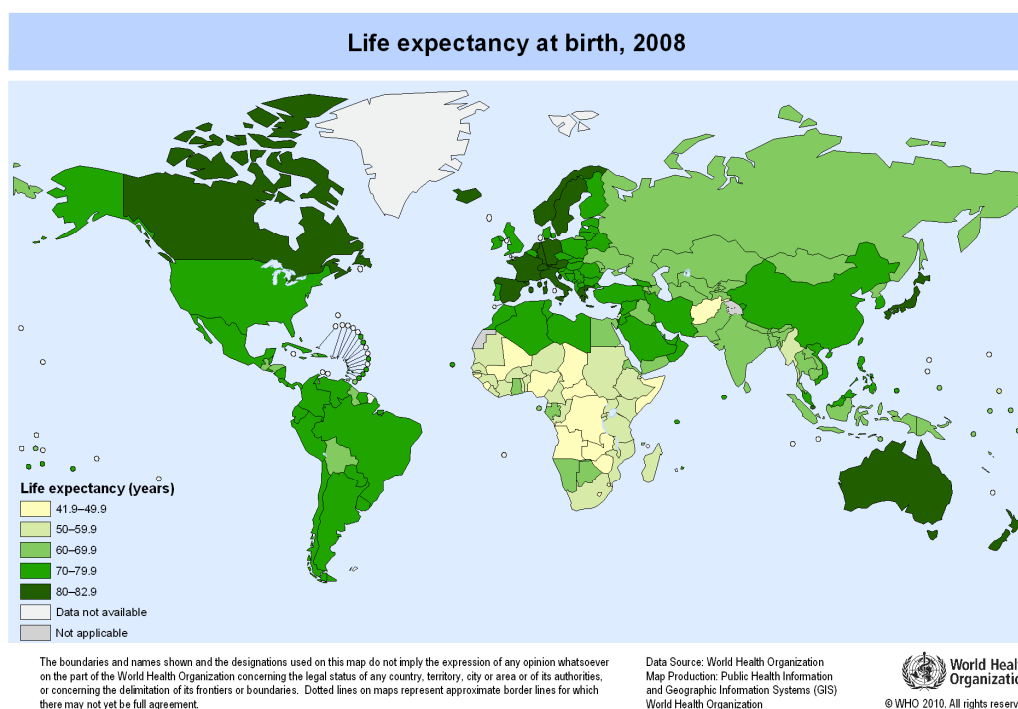 Life expectancy at birth, 2008
Life expectancy (years)
41.9–49.9
50–59.9
60–69.9
70–79.9
80–82.9
Data not available
Not applicable
The boundaries and names shown and the designations used on this map do not imply the expression of any opinion whatsoever
on the part of the World Health Organization concerning the legal status of any country, territory, city or area or of its authorities,
or concerning the delimitation of its frontiers or boundaries.  Dotted lines on maps represent approximate border lines for which
there may not yet be full agreement.
Data Source: World Health Organization
Map Production: Public Health Information
and Geographic Information Systems (GIS)
World Health Organization
World Heal
Organizatio
© WHO 2010. All rights reserv